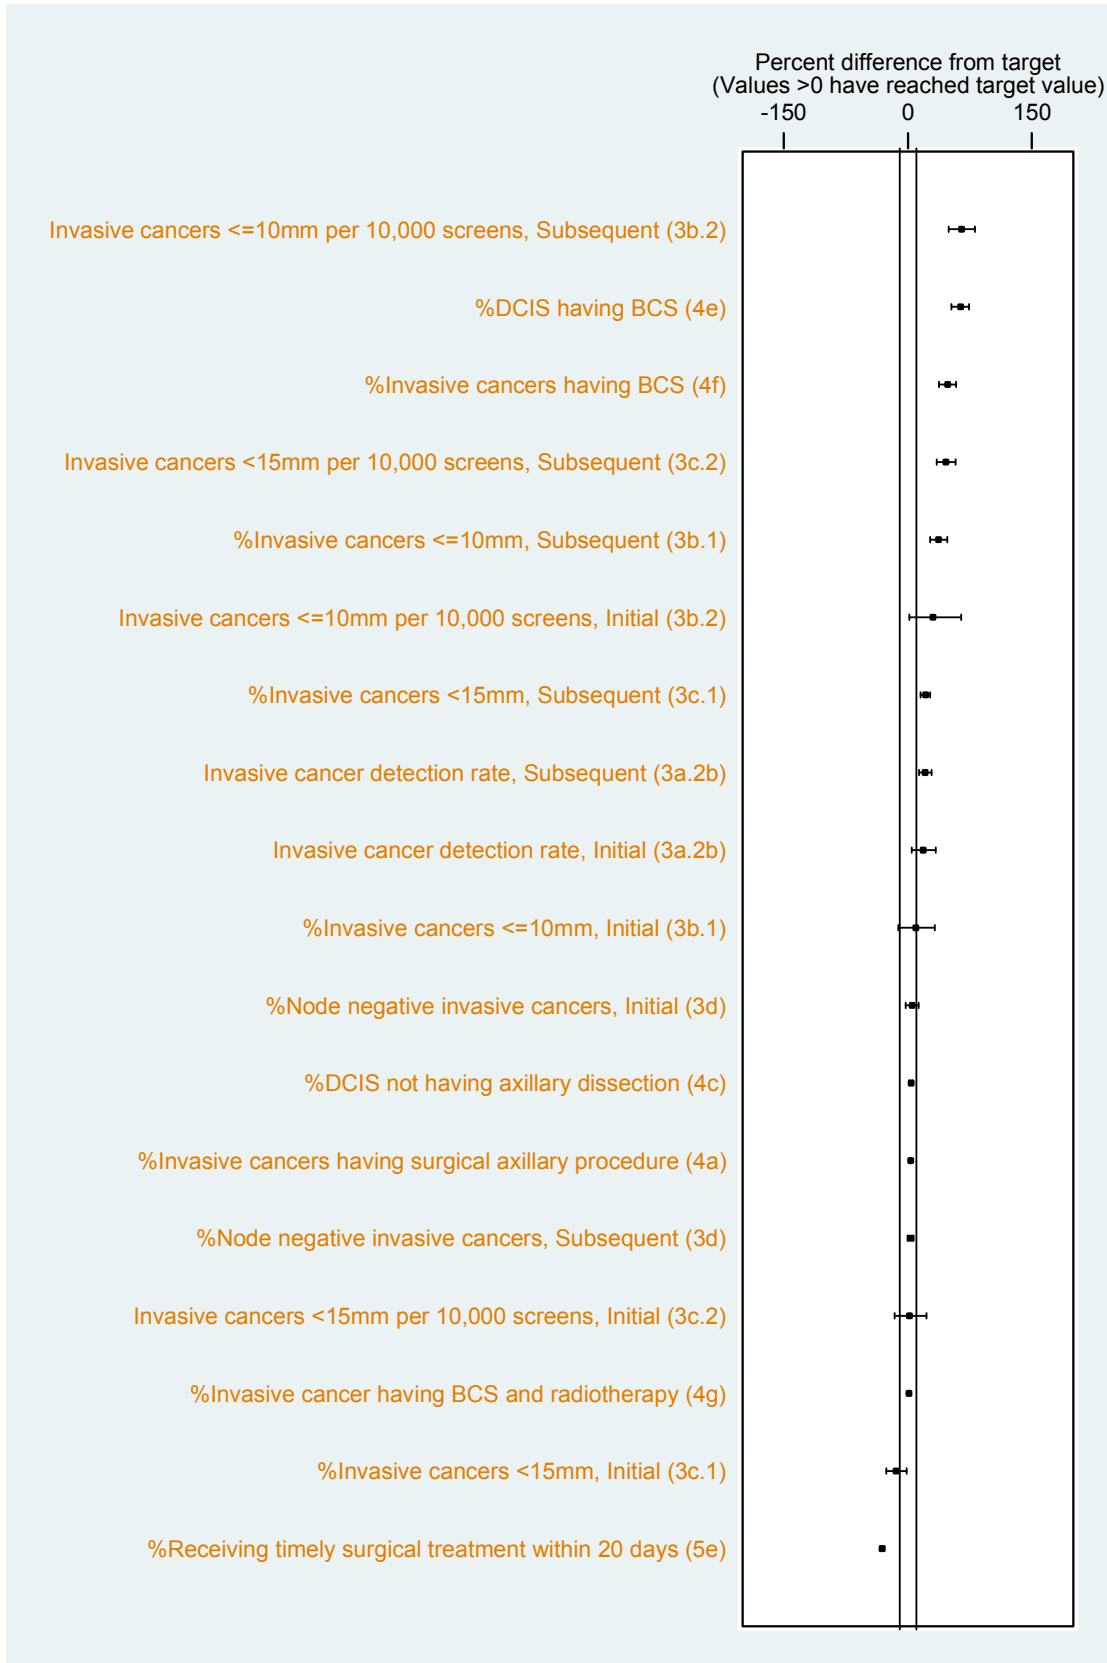 Percent difference from target
(Values >0 have reached target value)
-150 0 150
Invasive cancers <=10mm per 10,000 screens, Subsequent (3b.2)
%DCIS having BCS (4e)
%Invasive cancers having BCS (4f)
Invasive cancers <15mm per 10,000 screens, Subsequent (3c.2)
%Invasive cancers <=10mm, Subsequent (3b.1)
Invasive cancers <=10mm per 10,000 screens, Initial (3b.2)
%Invasive cancers <15mm, Subsequent (3c.1)
Invasive cancer detection rate, Subsequent (3a.2b)
Invasive cancer detection rate, Initial (3a.2b)
%Invasive cancers <=10mm, Initial (3b.1)
%Node negative invasive cancers, Initial (3d)
%DCIS not having axillary dissection (4c)
%Invasive cancers having surgical axillary procedure (4a)
%Node negative invasive cancers, Subsequent (3d)
Invasive cancers <15mm per 10,000 screens, Initial (3c.2)
%Invasive cancer having BCS and radiotherapy (4g)
%Invasive cancers <15mm, Initial (3c.1)
%Receiving timely surgical treatment within 20 days (5e)